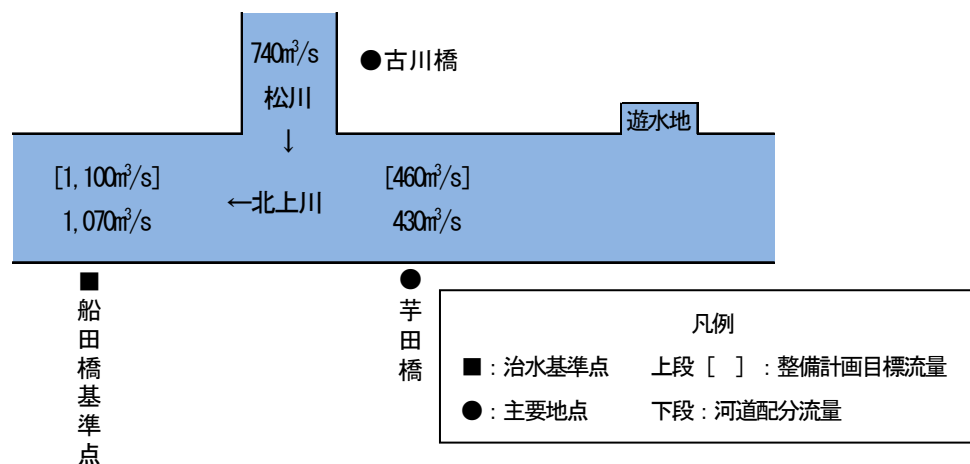 740m³/s
●古川橋
松川
遊水地
↓
[1,100m³/s]
[460m³/s]
←北上川
1,070m³/s
430m³/s
■船田橋基準点
●芋田橋
凡例
■:治水基準点 上段［ ］:整備計画目標流量
●:主要地点 下段:河道配分流量